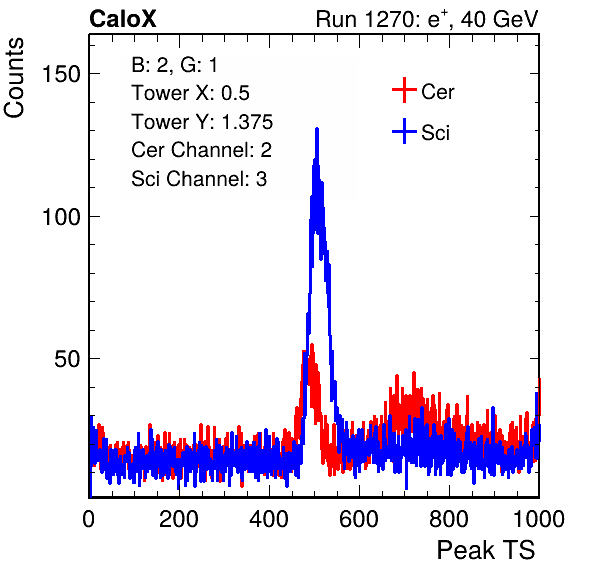 CaloX
Run 1270: e+, 40 GeV
Counts
150
100
50
B: 2, G: 1
Tower X: 0.5
Tower Y: 1.375
Cer Channel: 2
Sci Channel: 3
Cer
Sci
0
200
400
600
800
1000
Peak TS